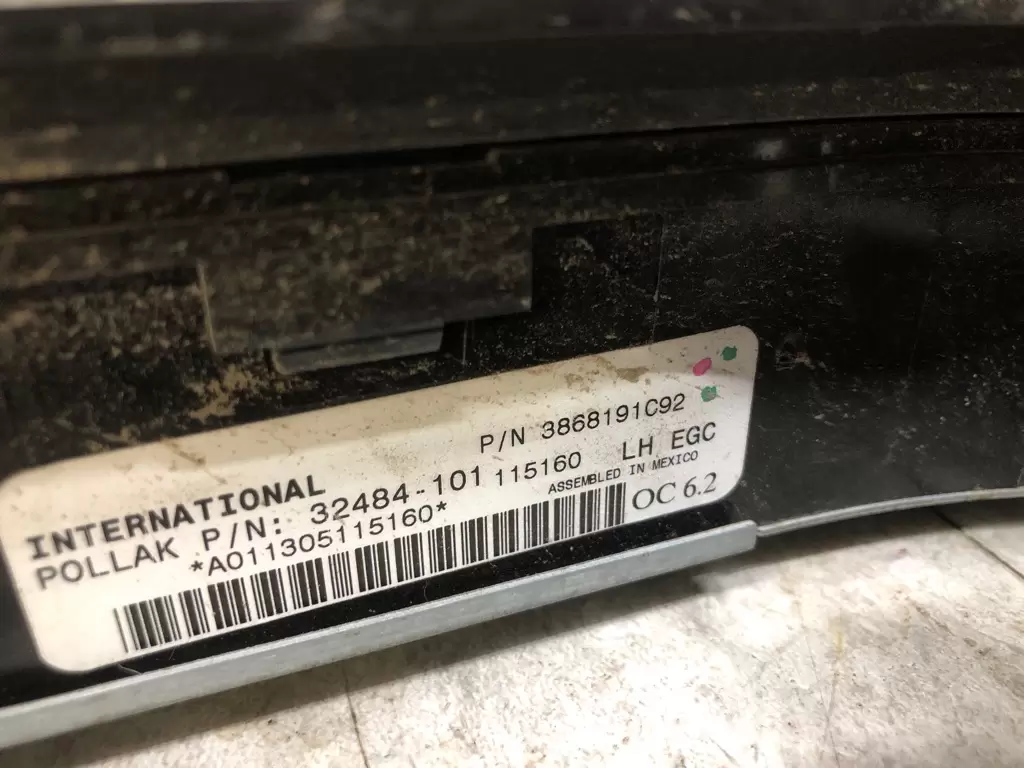 INTERNATIONAL P/N 3868191C92
POLLAK P/N: 32484-101 115160 LH EGC
*A011305115160* ASSEMBLED IN MEXICO
OC 6.2